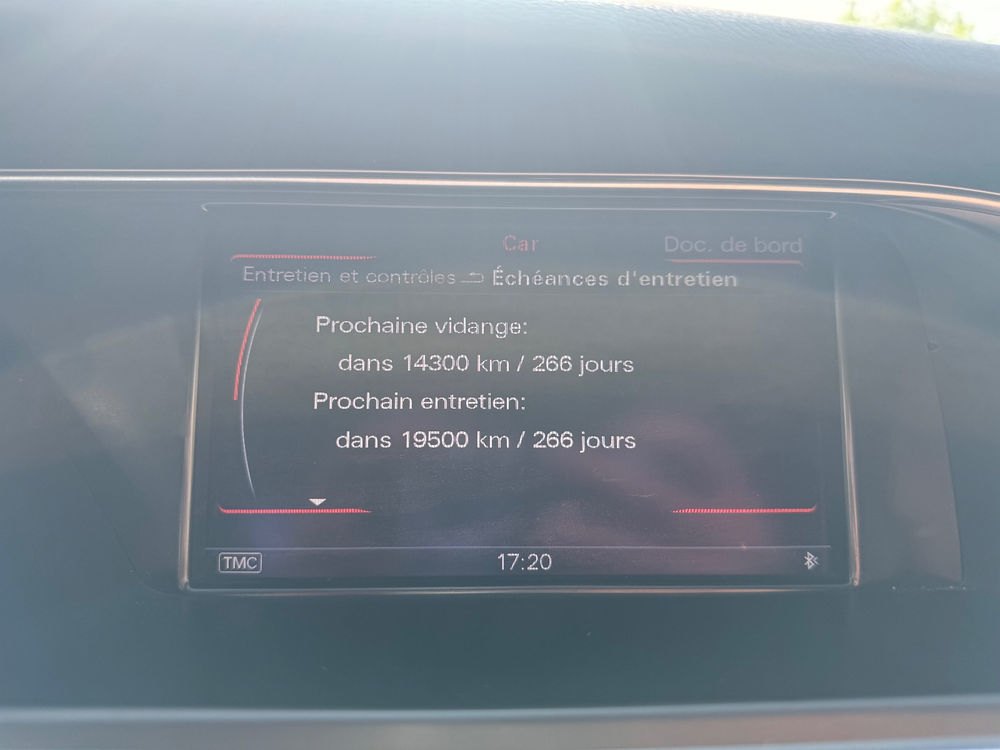 Car
Doc. de bord
Entretien et contrôles Échéances d'entretien
Prochaine vidange:
dans 14300 km / 266 jours
Prochain entretien:
dans 19500 km / 266 jours
TMC 17:20